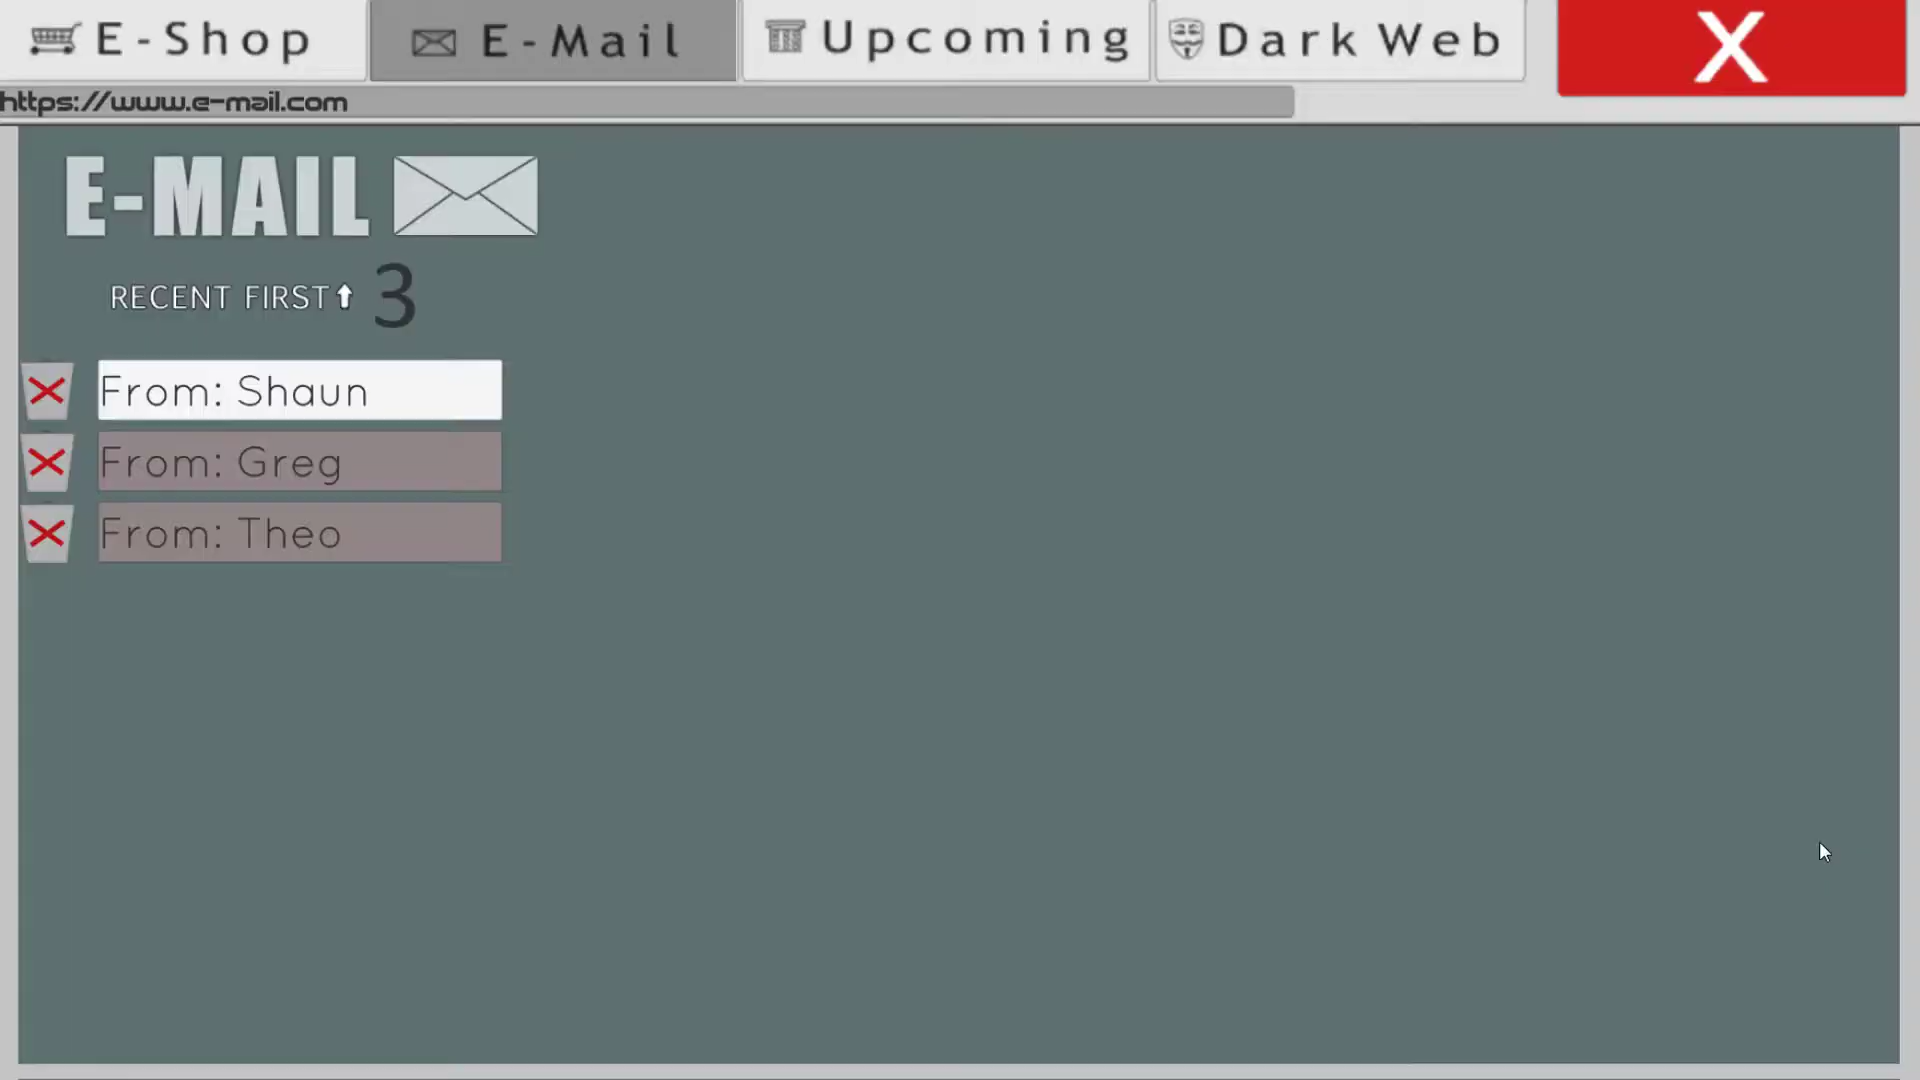 E-Shop
E-Mail
Upcoming
Dark Web
X
https://www.e-mail.com
E-MAIL
RECENT FIRST 3
From: Shaun
From: Greg
From: Theo